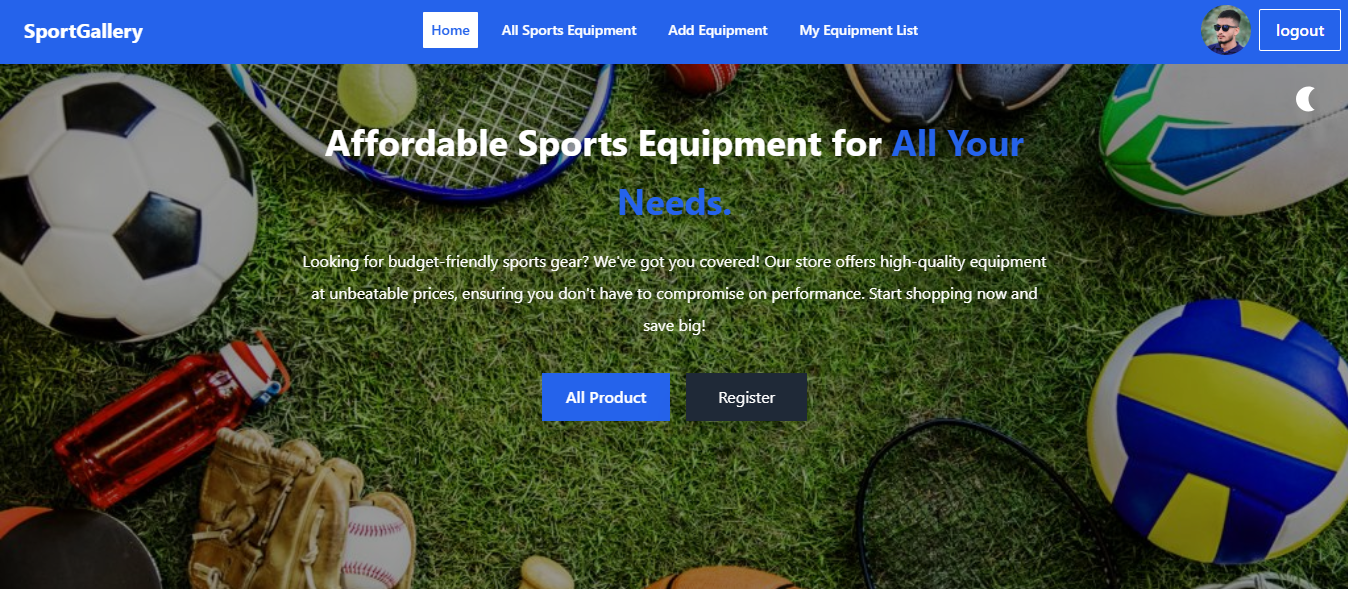 SportGallery
Home
All Sports Equipment
Add Equipment
My Equipment List
logout
Affordable Sports Equipment for All Your
Needs.
Looking for budget-friendly sports gear? We've got you covered! Our store offers high-quality equipment
at unbeatable prices, ensuring you don't have to compromise on performance. Start shopping now and
save big!
All Product
Register